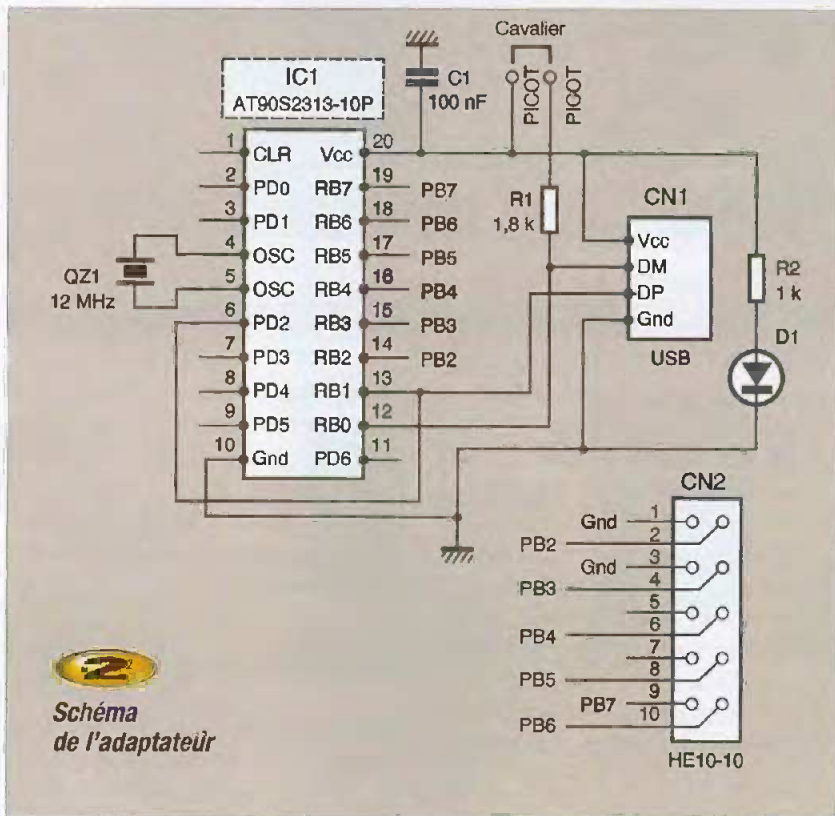 Cavalier
PICOT
PICOT
C1
100 nF
IC1
AT90S2313-10P
1 CLR Vcc 20
2 PD0 RB7 19 PB7
3 PD1 RB6 18 PB6
4 OSC RB5 17 PB5
5 OSC RB4 16 PB4
6 PD2 RB3 15 PB3
7 PD3 RB2 14 PB2
8 PD4 RB1 13
9 PD5 RB0 12
10 Gnd PD6 11
QZ1
12 MHz
R1
1,8 k
CN1
Vcc
DM
DP
Gnd
USB
R2
1 k
D1
CN2
Gnd 1
PB2 2
Gnd 3
PB3 4
5
PB4 6
7
PB5 8
PB7 9
PB6 10
HE10-10
2
Schéma
de l'adaptateur